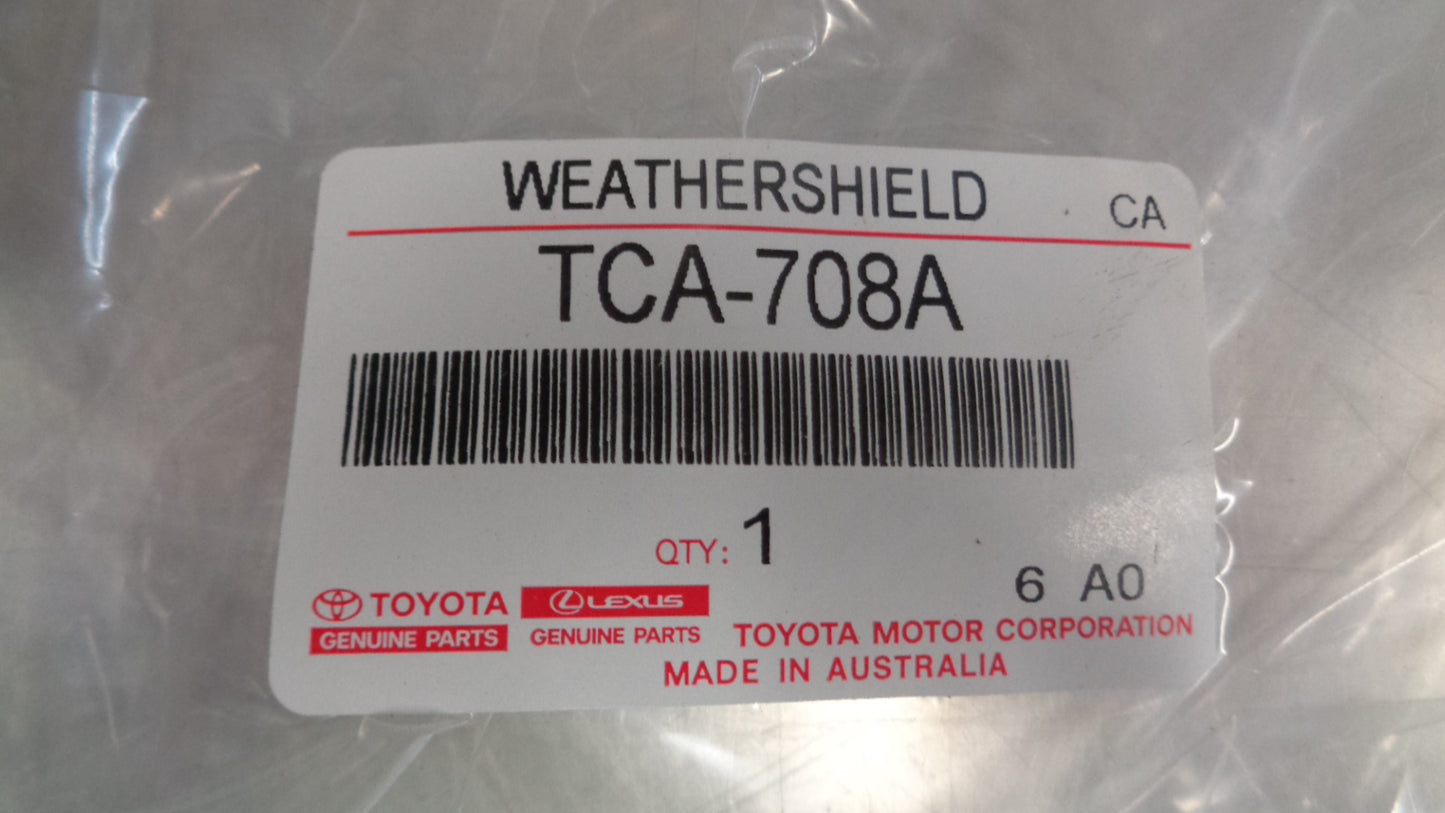 WEATHERSHIELD CA
TCA-708A
QTY: 1
6 A0
TOYOTA LEXUS
GENUINE PARTS GENUINE PARTS TOYOTA MOTOR CORPORATION
MADE IN AUSTRALIA